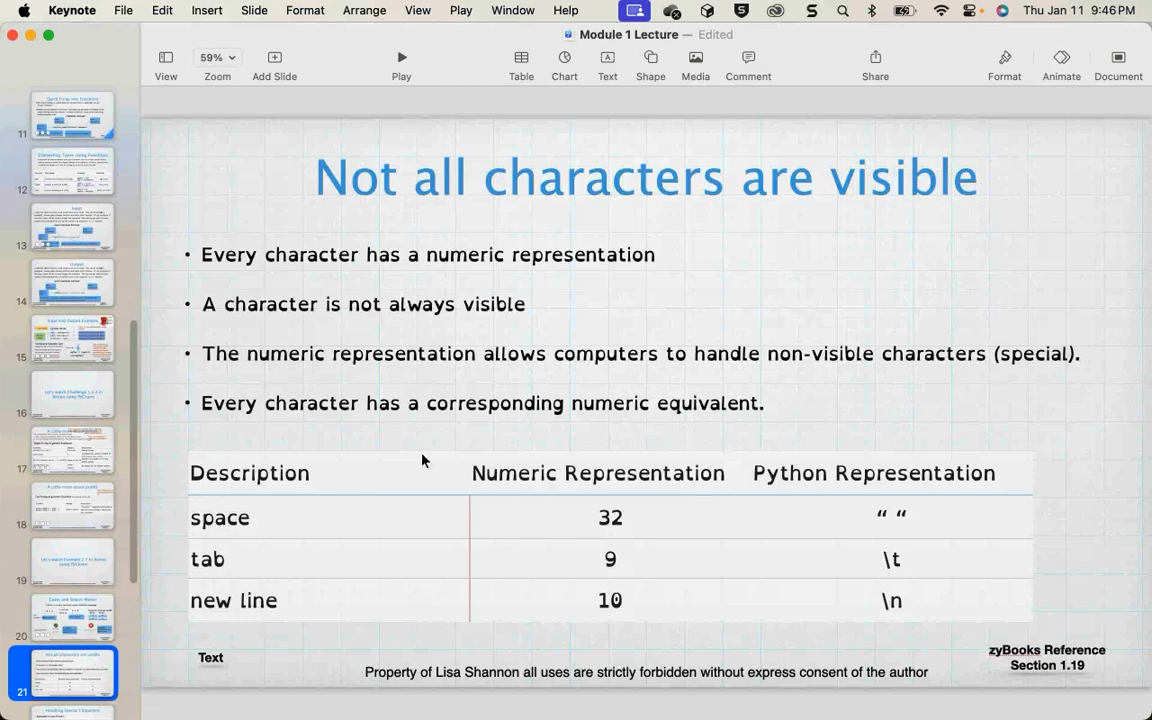 Keynote File Edit Insert Slide Format Arrange View Play Window Help Thu Jan 11 9:46 PM
Module 1 Lecture — Edited
59%
View Zoom Add Slide Play Table Chart Text Shape Media Comment Share Format Animate Document
11
12
13
14
15
16
17
18
19
20
21
Not all characters are visible
• Every character has a numeric representation
• A character is not always visible
• The numeric representation allows computers to handle non-visible characters (special).
• Every character has a corresponding numeric equivalent.
Description Numeric Representation Python Representation
space 32 “ “
tab 9 \t
new line 10 \n
Text
zyBooks Reference
Section 1.19
Property of Lisa Shannon all uses are strictly forbidden without express consent of the author